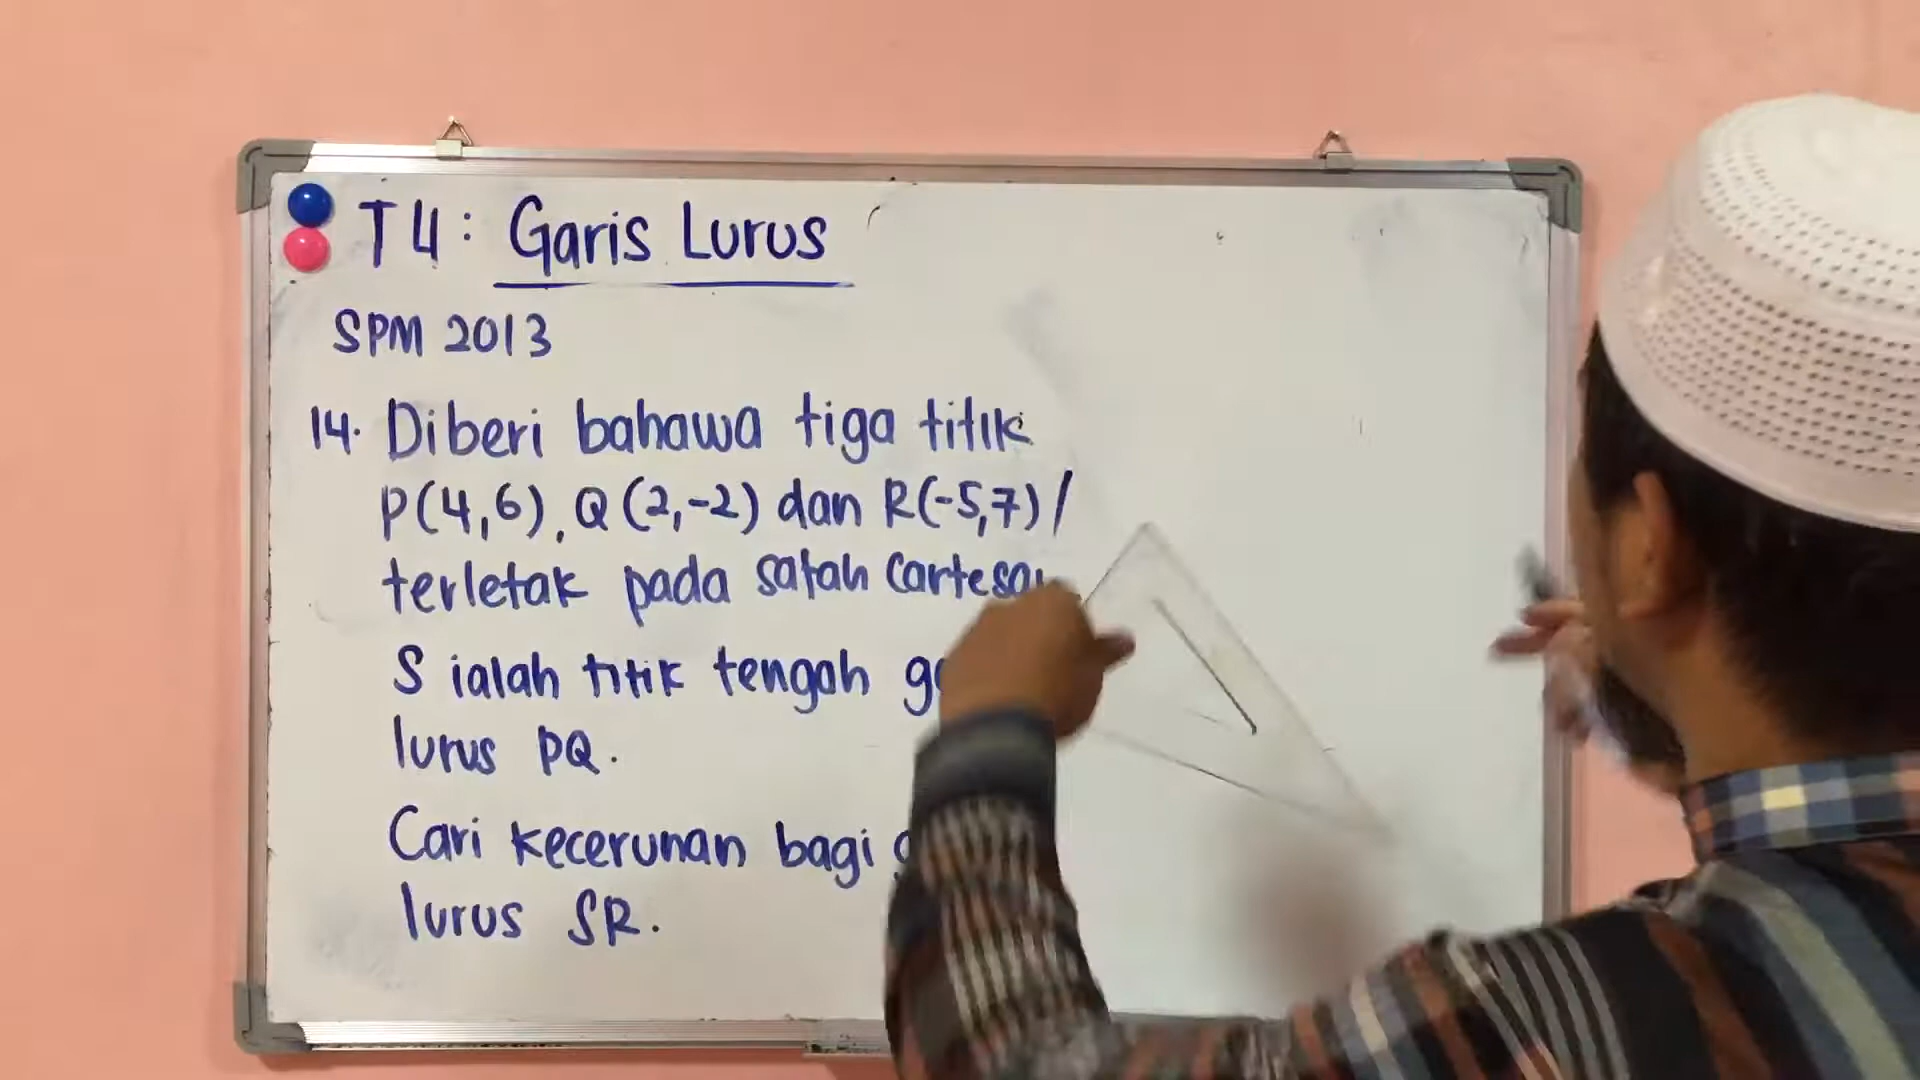 T4: Garis Lurus
SPM 2013
14. Diberi bahawa tiga titik
P(4,6), Q(2,-2) dan R(-5,7)/
terletak pada satah
S ialah titik tengah
lurus PQ.
Cari kecerunan bagi
lurus SR.